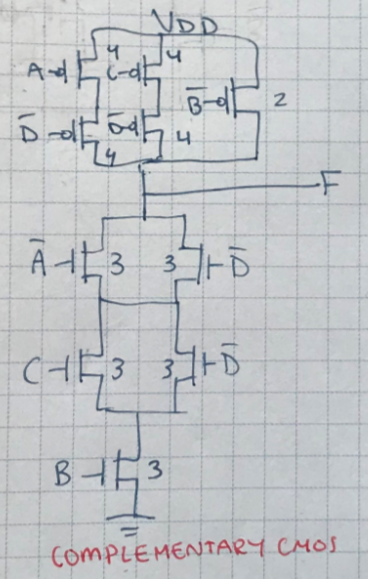 VDD
4 4
A C B̅ 2
D̅ D̅ 4
4
F
A̅ 3 3 D̅
C 3 3 D̅
B 3
COMPLEMENTARY CMOS